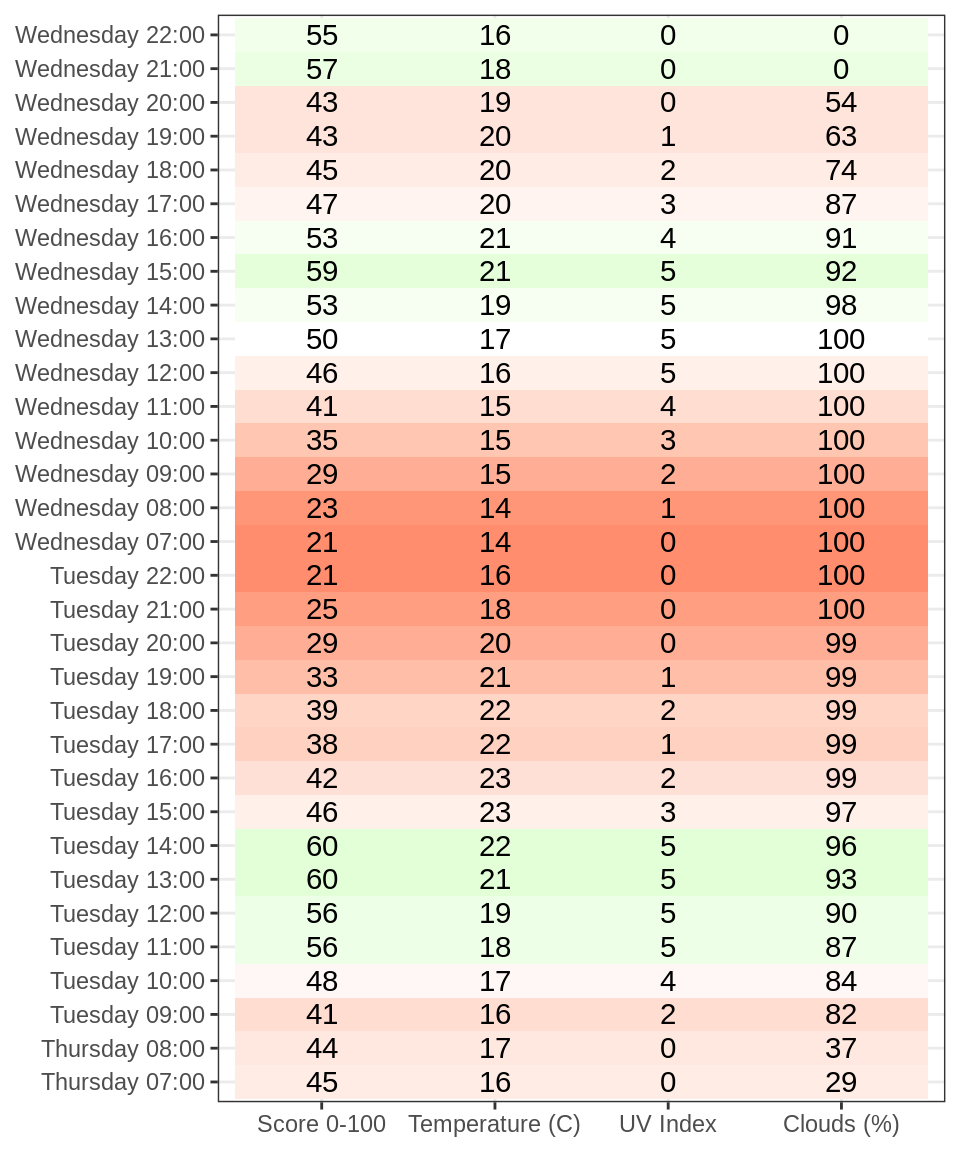 Wednesday 22:00 55 16 0 0
Wednesday 21:00 57 18 0 0
Wednesday 20:00 43 19 0 54
Wednesday 19:00 43 20 1 63
Wednesday 18:00 45 20 2 74
Wednesday 17:00 47 20 3 87
Wednesday 16:00 53 21 4 91
Wednesday 15:00 59 21 5 92
Wednesday 14:00 53 19 5 98
Wednesday 13:00 50 17 5 100
Wednesday 12:00 46 16 5 100
Wednesday 11:00 41 15 4 100
Wednesday 10:00 35 15 3 100
Wednesday 09:00 29 15 2 100
Wednesday 08:00 23 14 1 100
Wednesday 07:00 21 14 0 100
Tuesday 22:00 21 16 0 100
Tuesday 21:00 25 18 0 100
Tuesday 20:00 29 20 0 99
Tuesday 19:00 33 21 1 99
Tuesday 18:00 39 22 2 99
Tuesday 17:00 38 22 1 99
Tuesday 16:00 42 23 2 99
Tuesday 15:00 46 23 3 97
Tuesday 14:00 60 22 5 96
Tuesday 13:00 60 21 5 93
Tuesday 12:00 56 19 5 90
Tuesday 11:00 56 18 5 87
Tuesday 10:00 48 17 4 84
Tuesday 09:00 41 16 2 82
Thursday 08:00 44 17 0 37
Thursday 07:00 45 16 0 29
Score 0-100 Temperature (C) UV Index Clouds (%)